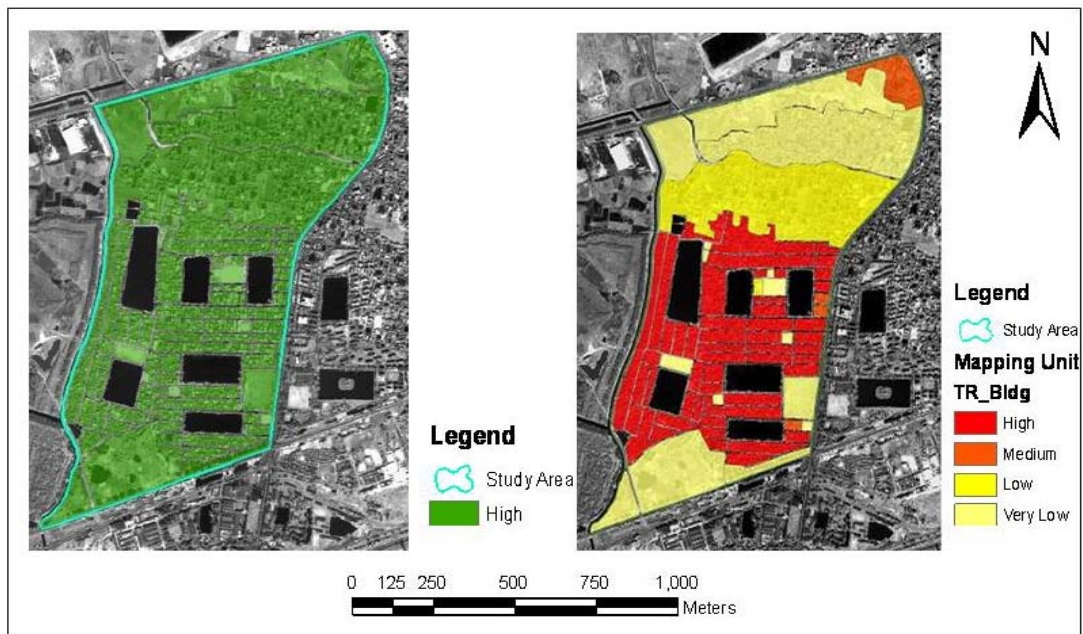 N
Legend
Study Area
High
Legend
Study Area
Mapping Unit
TR_Bldg
High
Medium
Low
Very Low
0 125 250 500 750 1,000
Meters